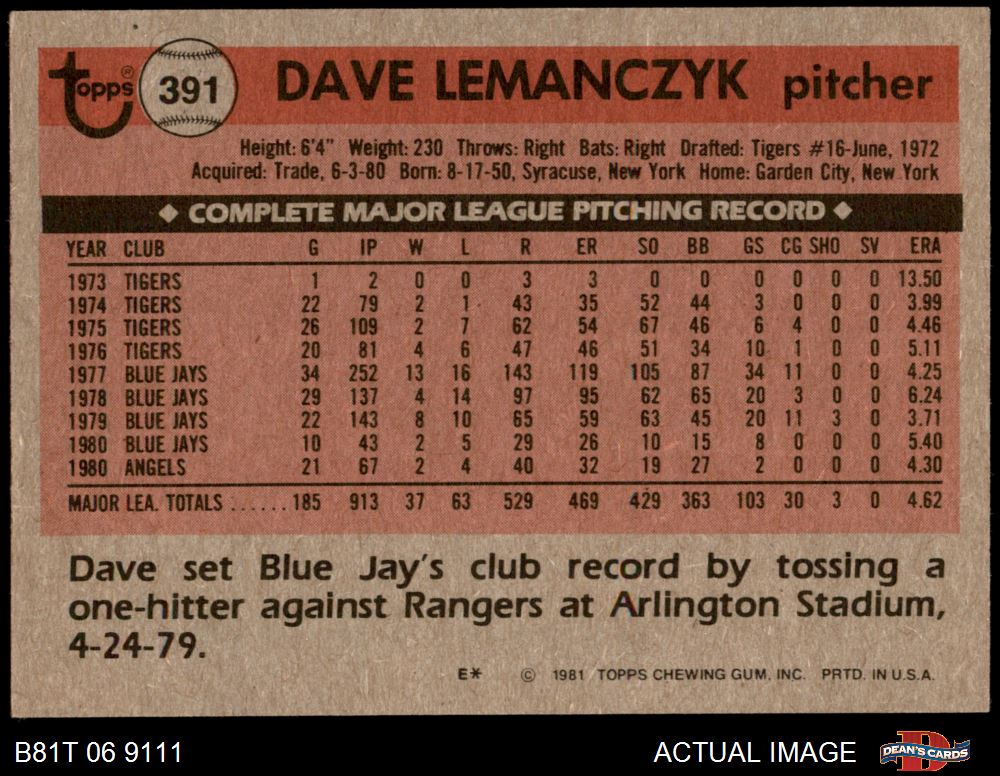 Topps®
391
DAVE LEMANCZYK pitcher
Height: 6'4" Weight: 230 Throws: Right Bats: Right Drafted: Tigers #16-June, 1972
Acquired: Trade, 6-3-80 Born: 8-17-50, Syracuse, New York Home: Garden City, New York
◆ COMPLETE MAJOR LEAGUE PITCHING RECORD ◆
YEAR CLUB G IP W L R ER SO BB GS CG SHO SV ERA
1973 TIGERS 1 2 0 0 3 3 0 0 0 0 0 0 13.50
1974 TIGERS 22 79 2 1 43 35 52 44 3 0 0 0 3.99
1975 TIGERS 26 109 2 7 62 54 67 46 6 4 0 0 4.46
1976 TIGERS 20 81 4 6 47 46 51 34 10 1 0 0 5.11
1977 BLUE JAYS 34 252 13 16 143 119 105 87 34 11 0 0 4.25
1978 BLUE JAYS 29 137 4 14 97 95 62 65 20 3 0 0 6.24
1979 BLUE JAYS 22 143 8 10 65 59 63 45 20 11 3 0 3.71
1980 BLUE JAYS 10 43 2 5 29 26 10 15 8 0 0 0 5.40
1980 ANGELS 21 67 2 4 40 32 19 27 2 0 0 0 4.30
MAJOR LEA. TOTALS ...... 185 913 37 63 529 469 429 363 103 30 3 0 4.62
Dave set Blue Jay's club record by tossing a
one-hitter against Rangers at Arlington Stadium,
4-24-79.
E* © 1981 TOPPS CHEWING GUM, INC. PRTD. IN U.S.A.
B81T 06 9111 ACTUAL IMAGE DEAN'S CARDS